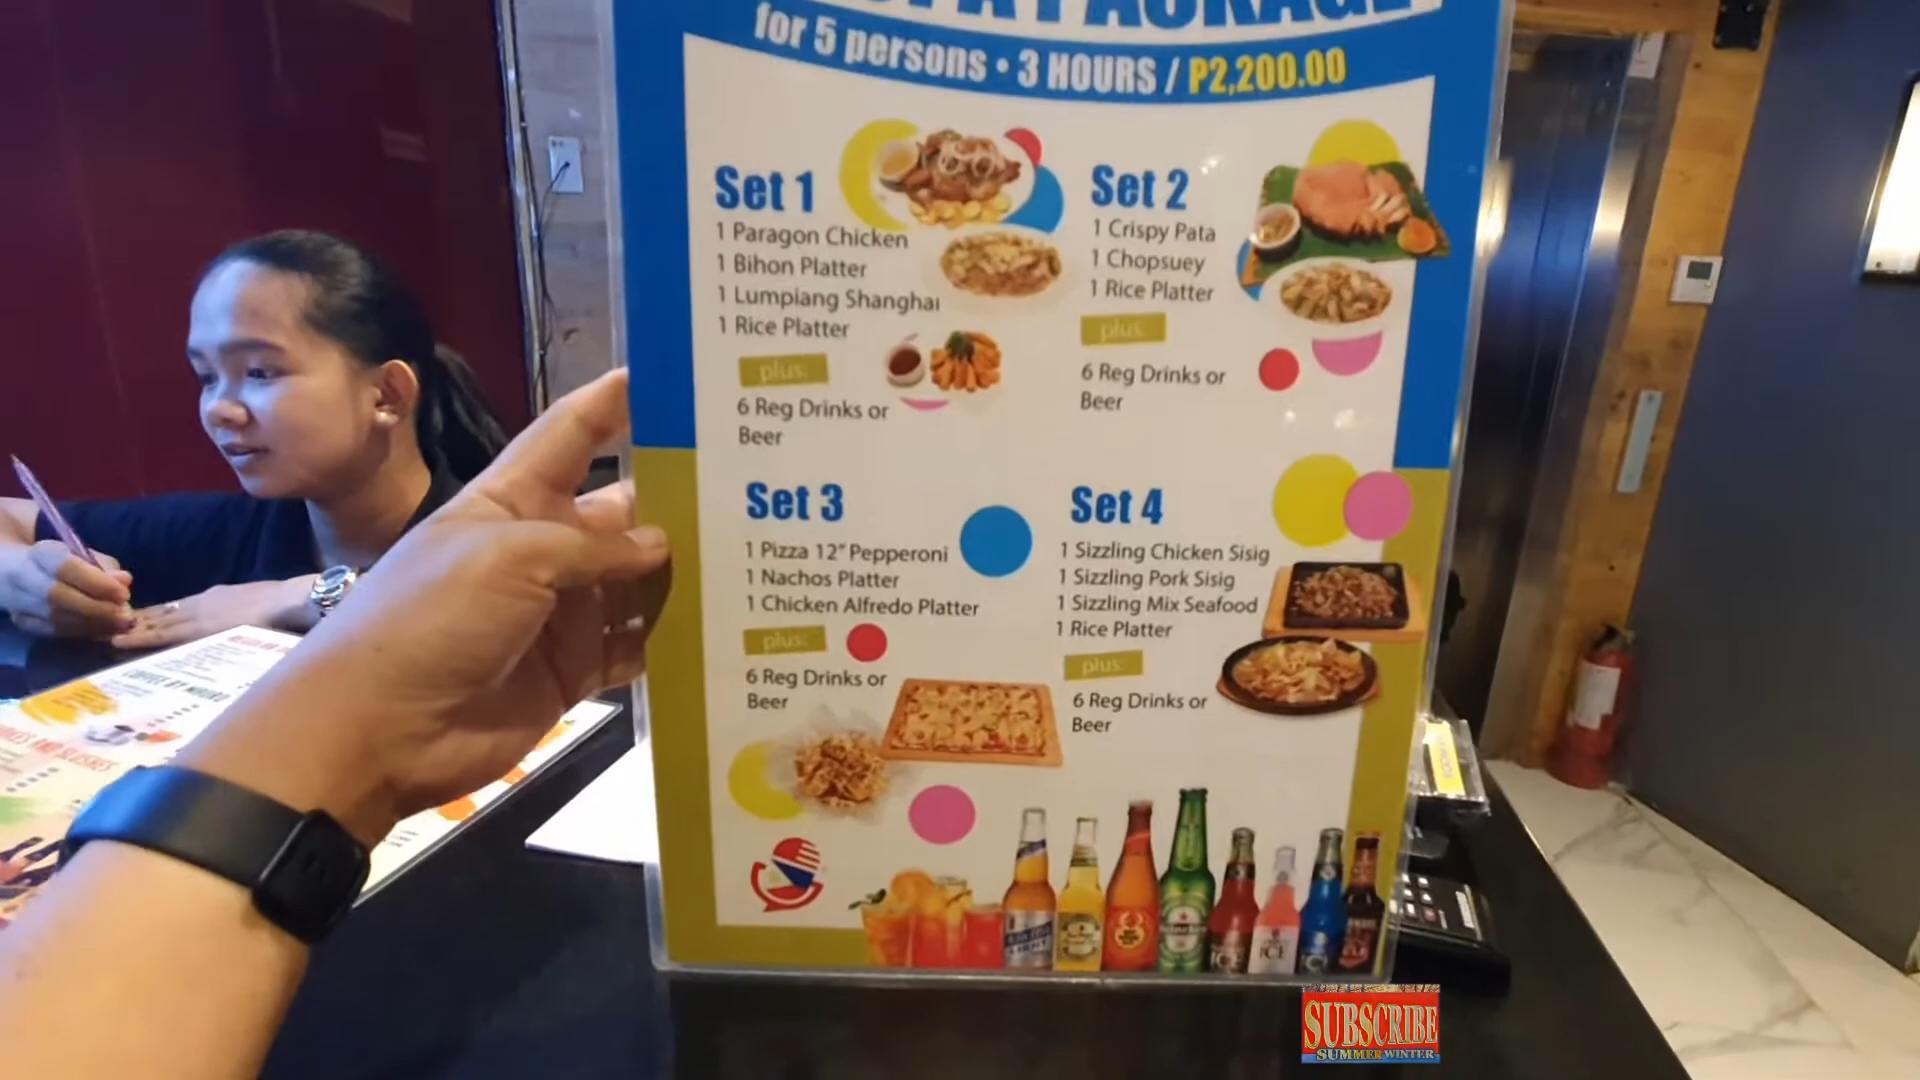 PACKAGE
for 5 persons • 3 HOURS / P2,200.00
Set 1
1 Paragon Chicken
1 Bihon Platter
1 Lumpiang Shanghai
1 Rice Platter
plus:
6 Reg Drinks or
Beer
Set 2
1 Crispy Pata
1 Chopsuey
1 Rice Platter
plus:
6 Reg Drinks or
Beer
Set 3
1 Pizza 12" Pepperoni
1 Nachos Platter
1 Chicken Alfredo Platter
plus:
6 Reg Drinks or
Beer
Set 4
1 Sizzling Chicken Sisig
1 Sizzling Pork Sisig
1 Sizzling Mix Seafood
1 Rice Platter
plus:
6 Reg Drinks or
Beer
Heineken
ICE
ICE
SUBSCRIBE
SUMMER WINTER